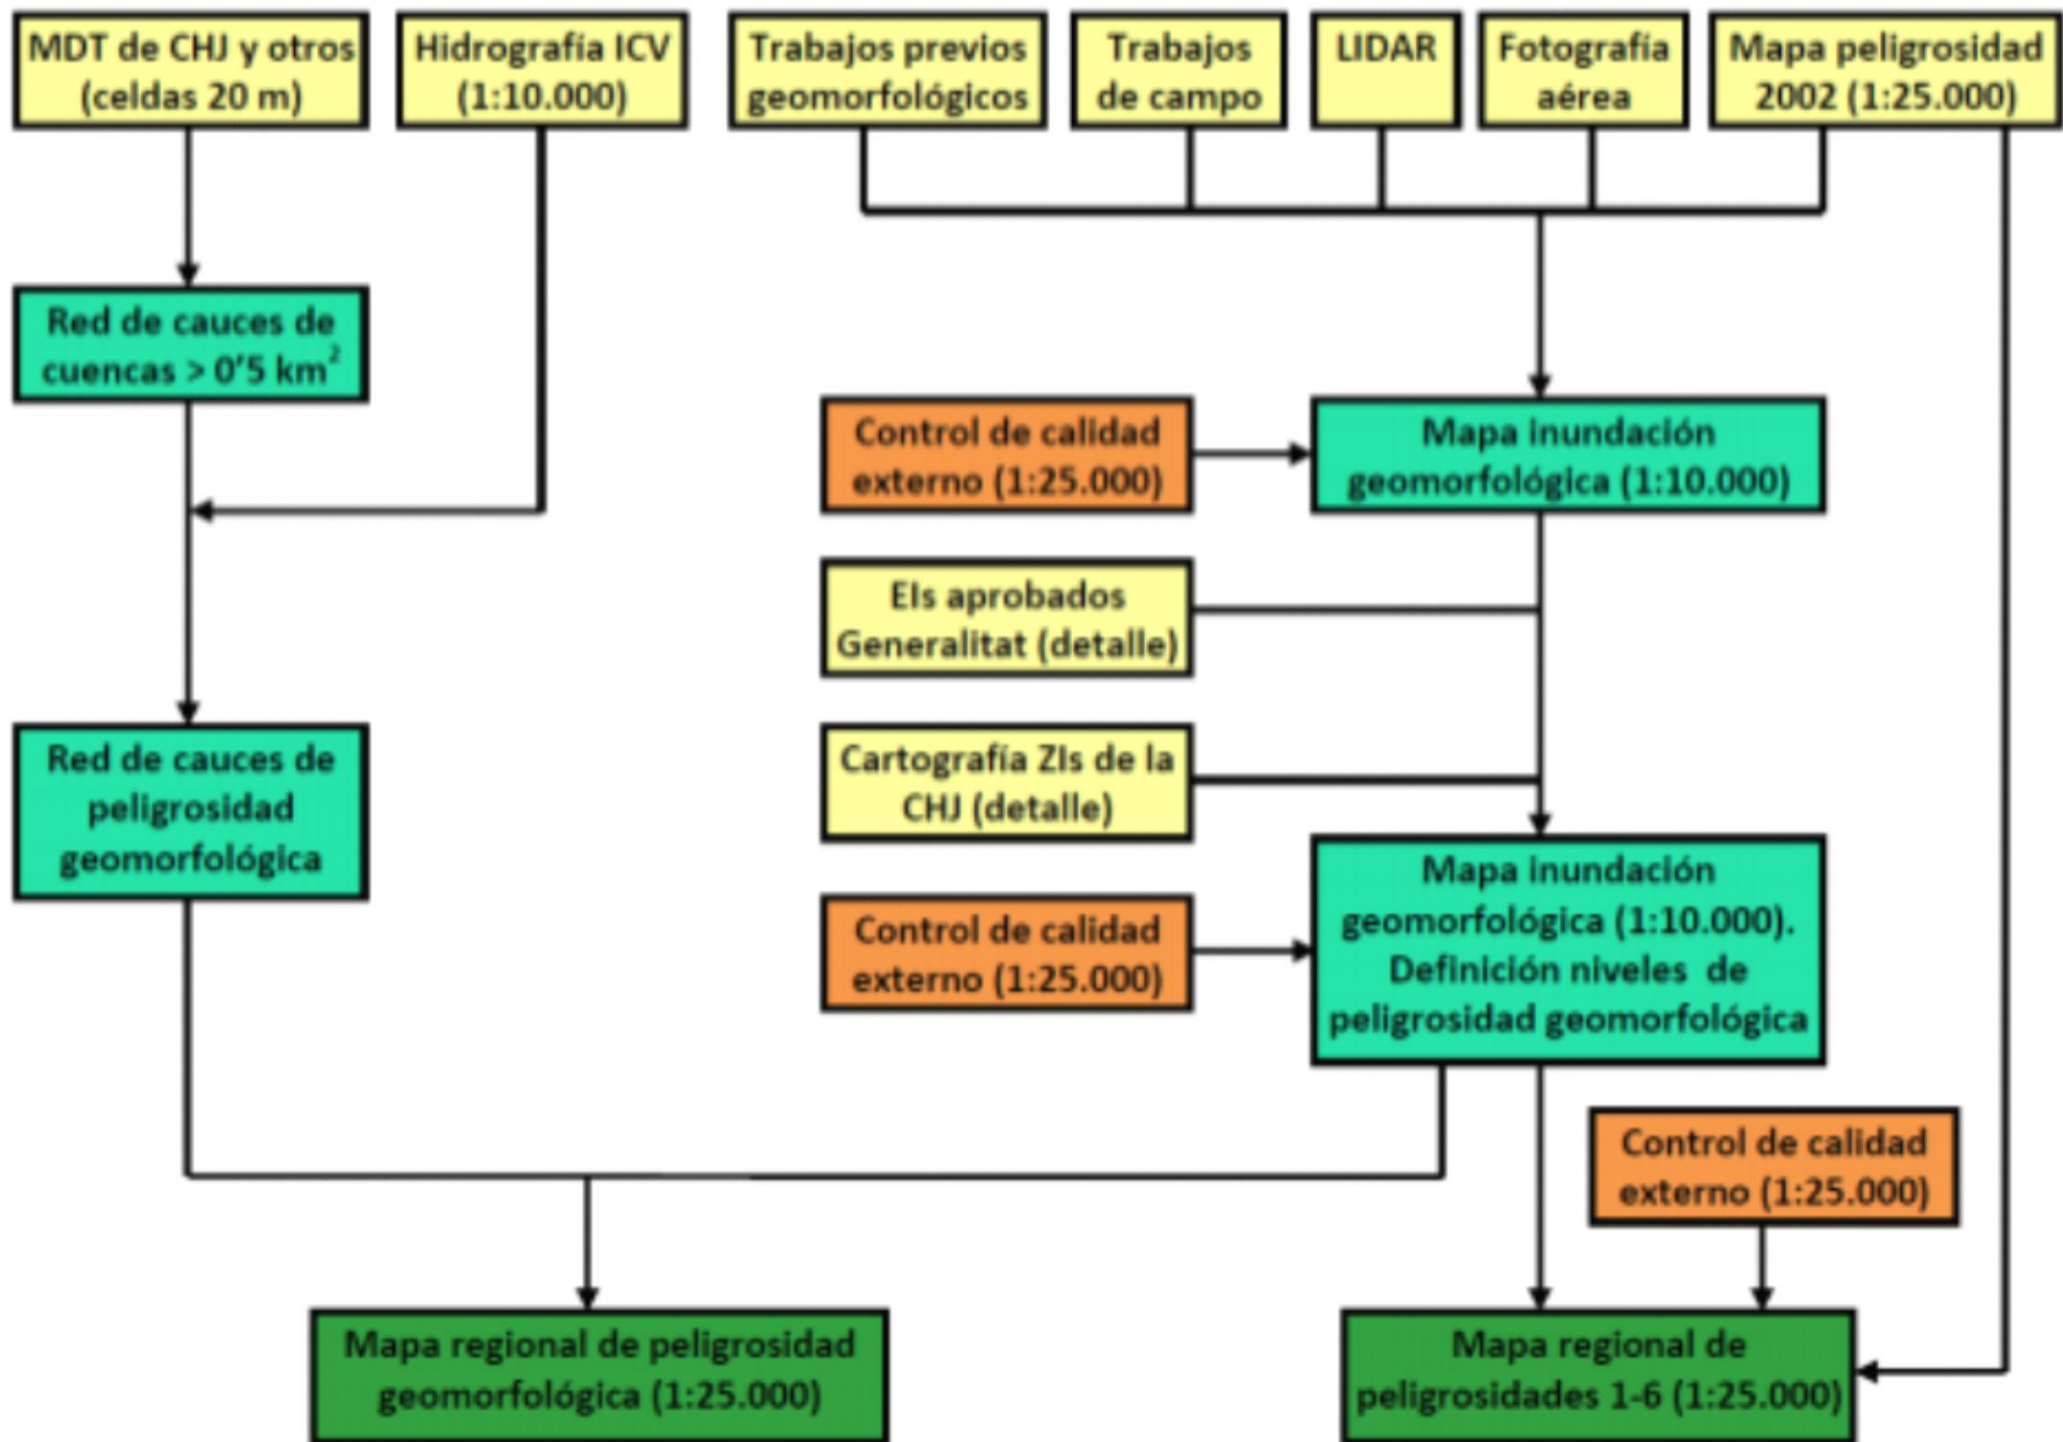 MDT de CHJ y otros
(celdas 20 m)
Hidrografía ICV
(1:10.000)
Trabajos previos
geomorfológicos
Trabajos
de campo
LIDAR
Fotografía
aérea
Mapa peligrosidad
2002 (1:25.000)
Red de cauces de
cuencas > 0'5 km²
Control de calidad
externo (1:25.000)
Mapa inundación
geomorfológica (1:10.000)
EIs aprobados
Generalitat (detalle)
Red de cauces de
peligrosidad
geomorfológica
Cartografía ZIs de la
CHJ (detalle)
Control de calidad
externo (1:25.000)
Mapa inundación
geomorfológica (1:10.000).
Definición niveles de
peligrosidad geomorfológica
Control de calidad
externo (1:25.000)
Mapa regional de peligrosidad
geomorfológica (1:25.000)
Mapa regional de
peligrosidades 1-6 (1:25.000)